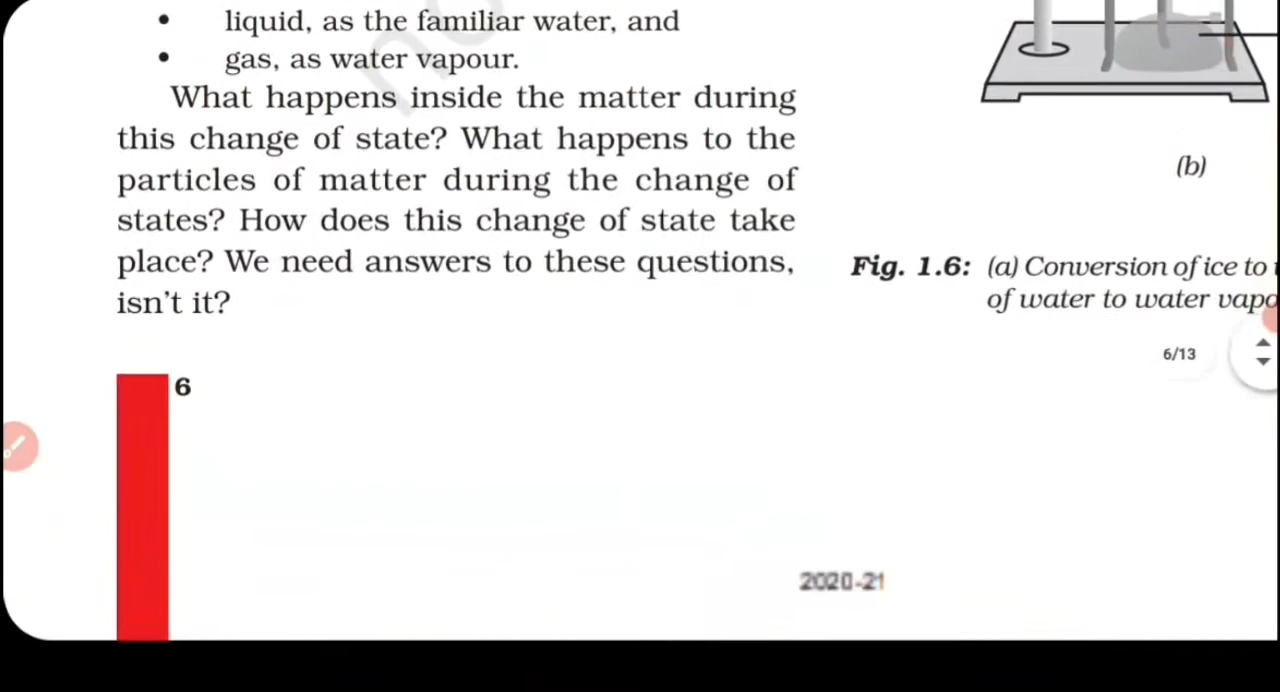 • liquid, as the familiar water, and
• gas, as water vapour.
What happens inside the matter during
this change of state? What happens to the
particles of matter during the change of
states? How does this change of state take
place? We need answers to these questions,
isn't it?
6
(b)
Fig. 1.6: (a) Conversion of ice to
of water to water
6/13
2020-21